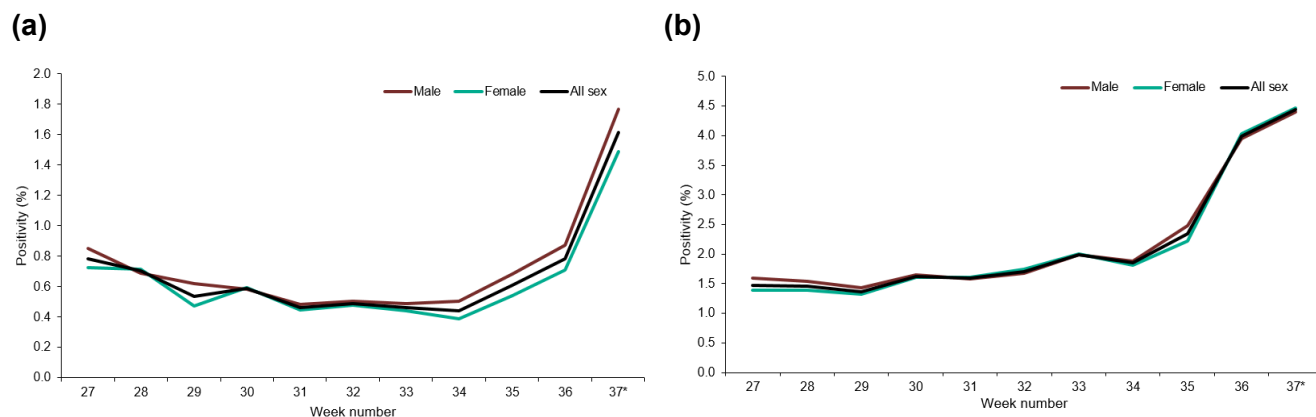 (a)
2.0
1.8
1.6
1.4
1.2
1.0
0.8
0.6
0.4
0.2
0.0
Positivity (%)
Male Female All sex
27 28 29 30 31 32 33 34 35 36 37*
Week number
(b)
5.0
4.5
4.0
3.5
3.0
2.5
2.0
1.5
1.0
0.5
0.0
Positivity (%)
Male Female All sex
27 28 29 30 31 32 33 34 35 36 37*
Week number